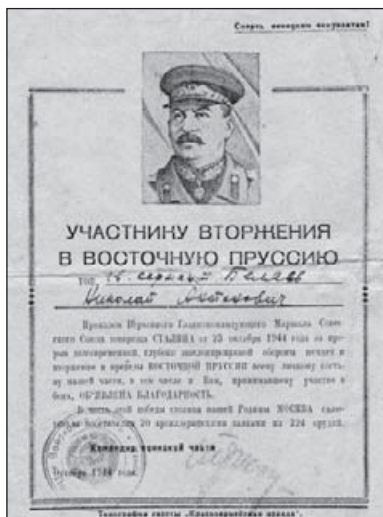 Смерть немецким оккупантам!
УЧАСТНИКУ ВТОРЖЕНИЯ
В ВОСТОЧНУЮ ПРУССИЮ
тов.
Николай
Приказом Верховного Главнокомандующего Маршала Совет-
ского Союза товарища СТАЛИНА от 23 октября 1944 года за про-
рыв долговременной, глубоко эшелонированной обороны немцев и
вторжение в пределы ВОСТОЧНОЙ ПРУССИИ всему личному соста-
ву нашей части, в том числе и Вам, принимавшему участие в
боях, ОБЪЯВЛЕНА БЛАГОДАРНОСТЬ.
В честь этой победы столица нашей Родины МОСКВА салю-
товала 20 артиллерийскими залпами из 224 орудий.
Командир войсковой части
Октябрь 1944 года.
Типография газеты „Красноармейская правда".